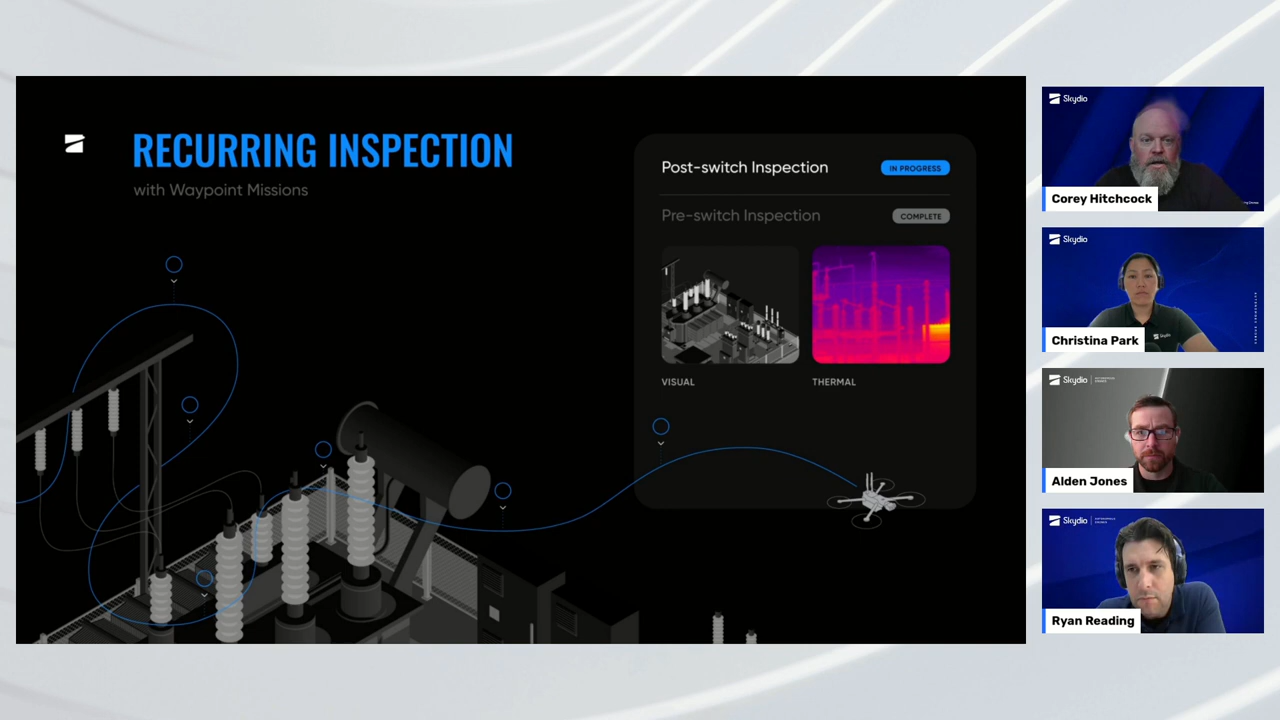 RECURRING INSPECTION
with Waypoint Missions
Post-switch Inspection
IN PROGRESS
Pre-switch Inspection
COMPLETE
VISUAL
THERMAL
Skydio
Corey Hitchcock
Skydio
Christina Park
Skydio
Alden Jones
Skydio
Ryan Reading